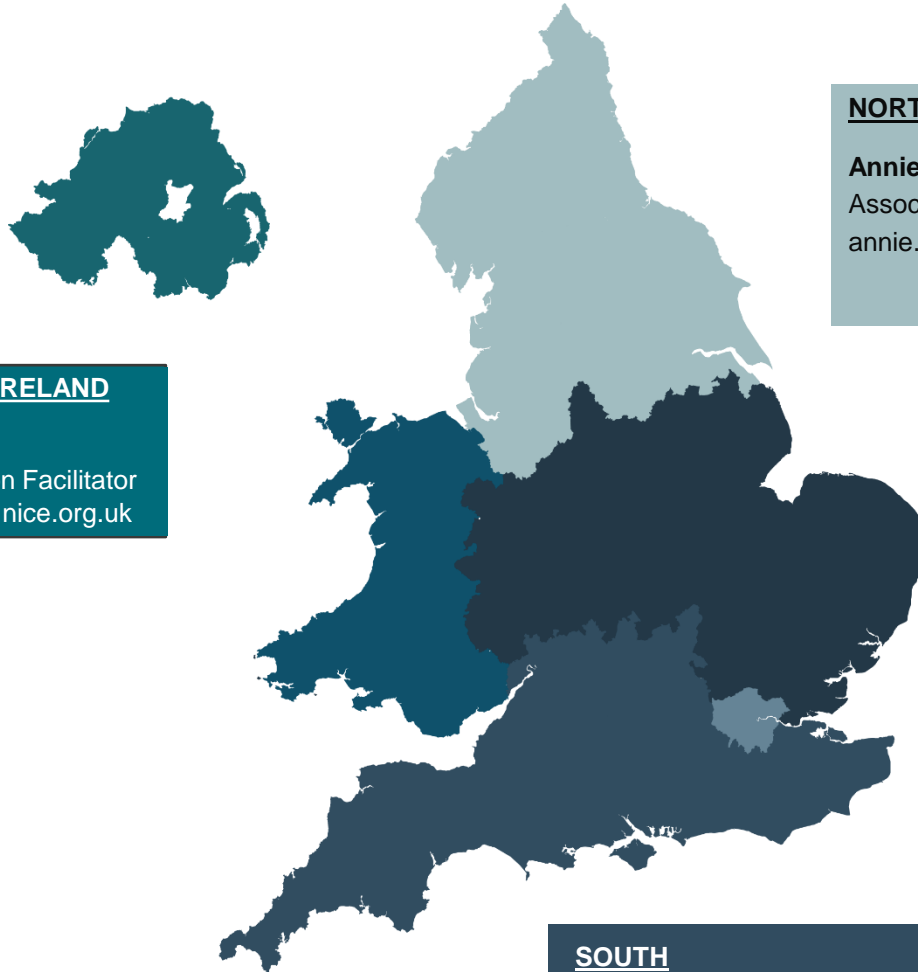 NORT
Annie
Assoc
annie.
RELAND
n Facilitator
nice.org.uk
SOUTH